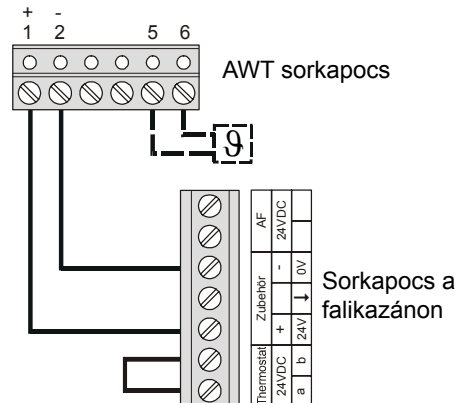 + -
1 2 5 6
AWT sorkapocs
ϑ
AF
24VDC
Zubehör
+ -
24V ↑ 0V
Sorkapocs a
falikazánon
Thermostat
24VDC
a b